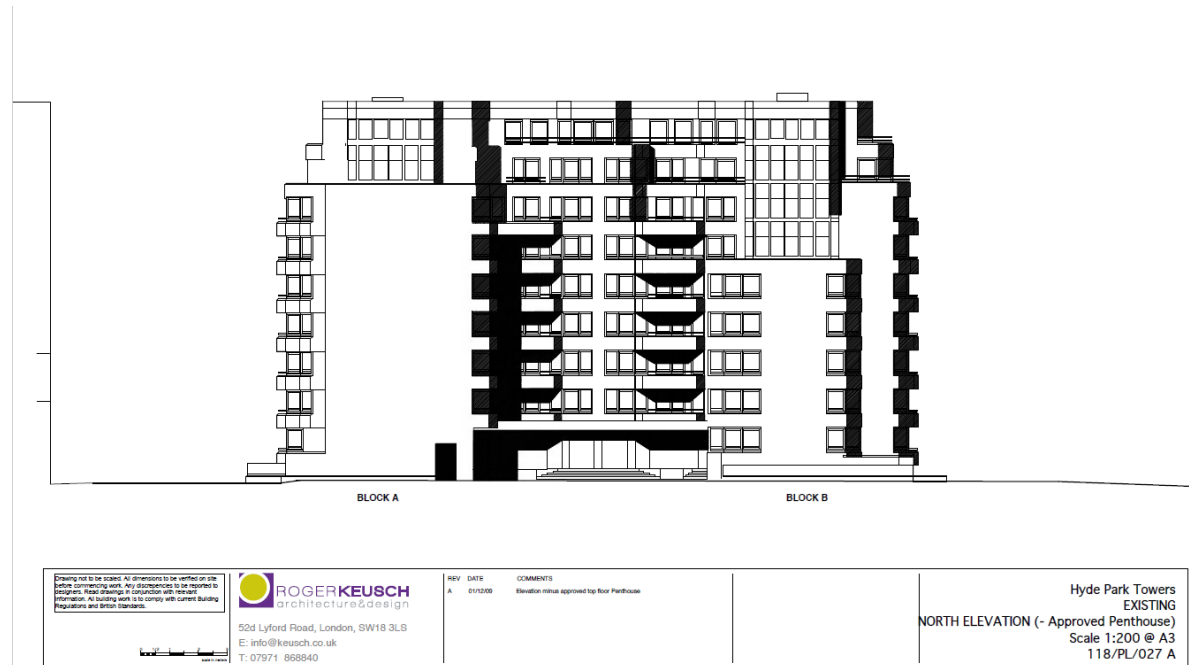 BLOCK A
BLOCK B
Drawing not to be scaled. All dimensions to be verified on site
before commencing work. Any discrepancies to be reported to
designers. Read drawings in conjunction with relevant
information. All building work is to comply with current Building
Regulations and British Standards.
ROGERKEUSCH
architecture&design
52d Lyford Road, London, SW18 3LS
E: info@keusch.co.uk
T: 07971 868840
REV DATE COMMENTS
A 01/12/09 Elevation minus approved top floor Penthouse
Hyde Park Towers
EXISTING
NORTH ELEVATION (- Approved Penthouse)
Scale 1:200 @ A3
118/PL/027 A